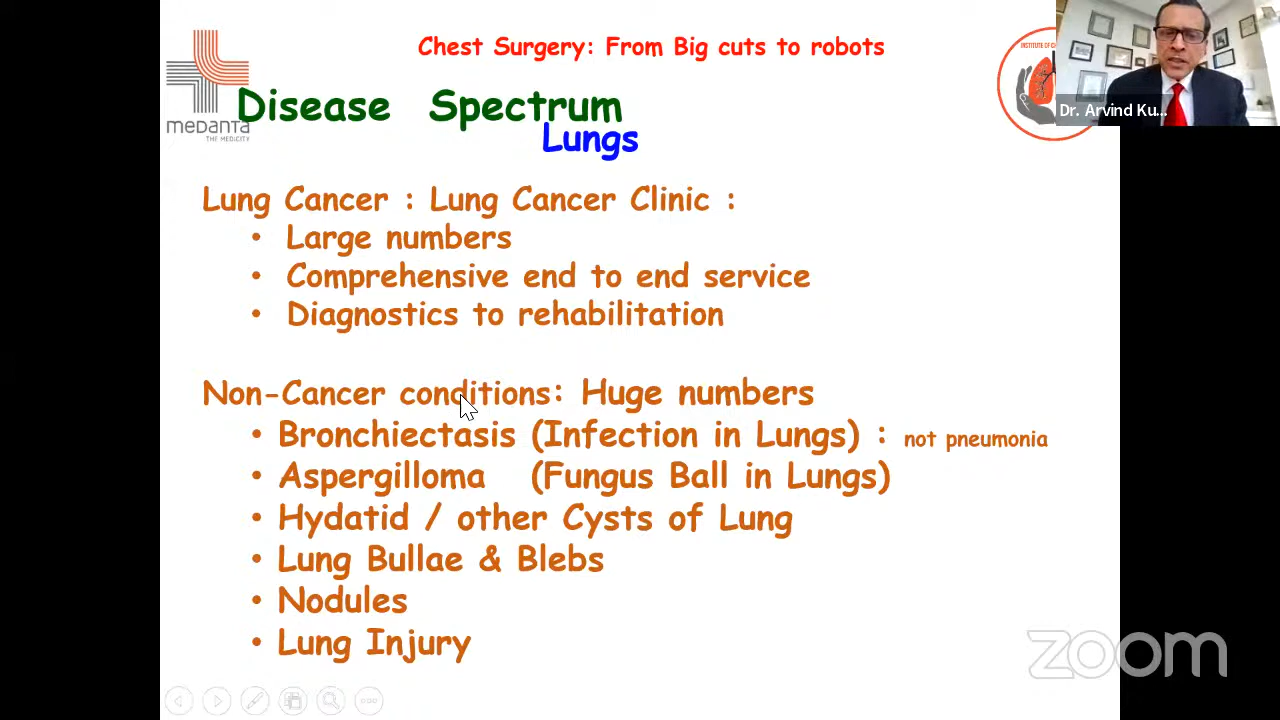 Chest Surgery: From Big cuts to robots
medanta
THE MEDICITY
INSTITUTE OF C
Dr. Arvind Ku...
Disease Spectrum
Lungs
Lung Cancer : Lung Cancer Clinic :
• Large numbers
• Comprehensive end to end service
• Diagnostics to rehabilitation
Non-Cancer conditions: Huge numbers
• Bronchiectasis (Infection in Lungs) : not pneumonia
• Aspergilloma (Fungus Ball in Lungs)
• Hydatid / other Cysts of Lung
• Lung Bullae & Blebs
• Nodules
• Lung Injury
zoom